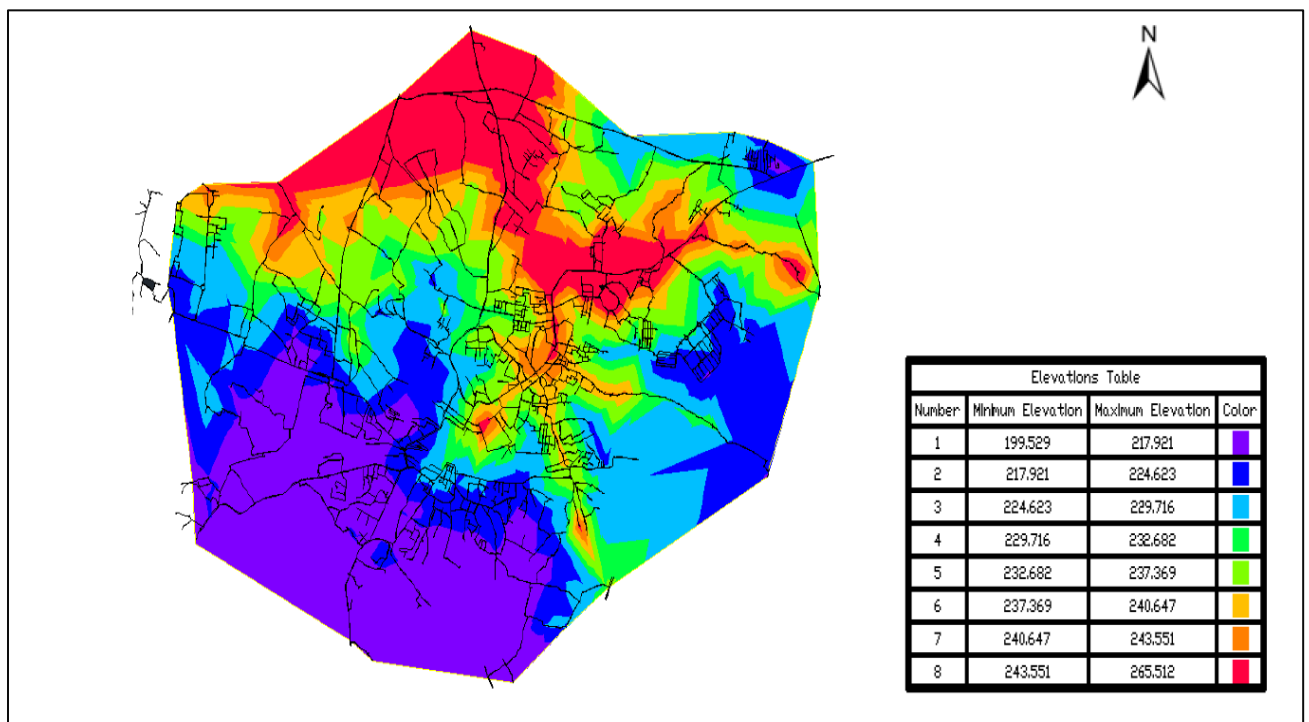 N
Elevations Table
Number Minimum Elevation Maximum Elevation Color
1 199.529 217.921
2 217.921 224.623
3 224.623 229.716
4 229.716 232.682
5 232.682 237.369
6 237.369 240.647
7 240.647 243.551
8 243.551 265.512